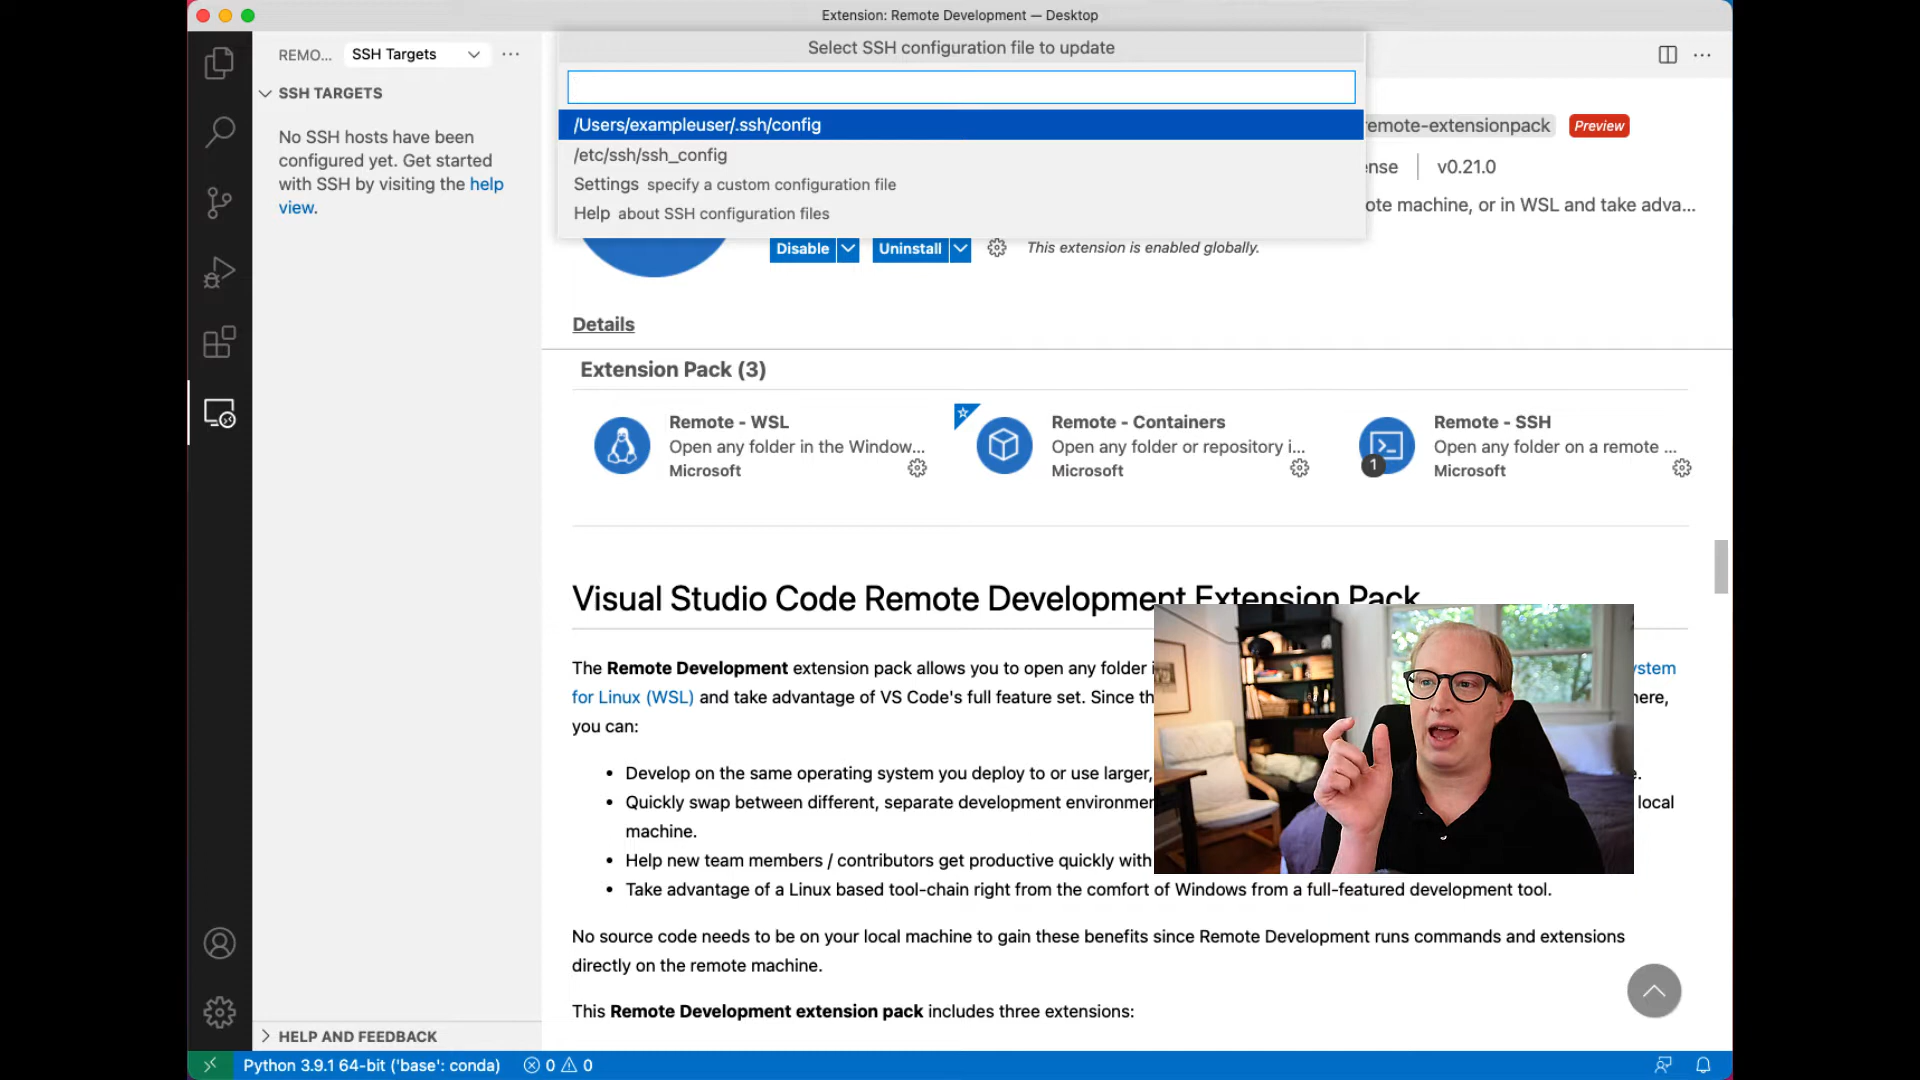 Extension: Remote Development — Desktop
REMO...
SSH Targets
SSH TARGETS
No SSH hosts have been
configured yet. Get started
with SSH by visiting the help
view.
Select SSH configuration file to update
/Users/exampleuser/.ssh/config
/etc/ssh/ssh_config
Settings specify a custom configuration file
Help about SSH configuration files
remote-extensionpack
Preview
v0.21.0
ote machine, or in WSL and take adva...
Disable
Uninstall
This extension is enabled globally.
Details
Extension Pack (3)
Remote - WSL
Open any folder in the Window...
Microsoft
Remote - Containers
Open any folder or repository i...
Microsoft
1
Remote - SSH
Open any folder on a remote ...
Microsoft
Visual Studio Code Remote Development Extension Pack
The Remote Development extension pack allows you to open any folder i stem
for Linux (WSL) and take advantage of VS Code's full feature set. Since th ere,
you can:
• Develop on the same operating system you deploy to or use larger, e.
• Quickly swap between different, separate development environmen local
machine.
• Help new team members / contributors get productive quickly with
• Take advantage of a Linux based tool-chain right from the comfort of Windows from a full-featured development tool.
No source code needs to be on your local machine to gain these benefits since Remote Development runs commands and extensions
directly on the remote machine.
This Remote Development extension pack includes three extensions:
HELP AND FEEDBACK
Python 3.9.1 64-bit ('base': conda)
0
0